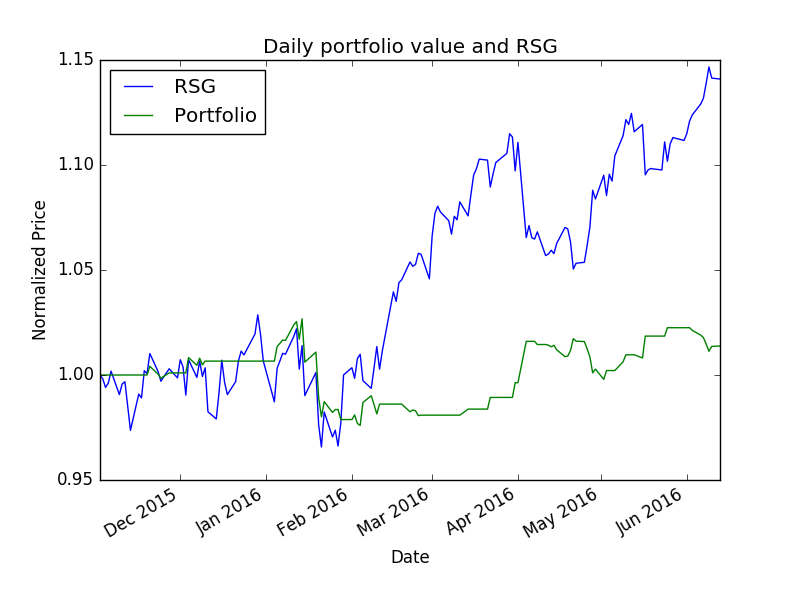 Daily portfolio value and RSG
RSG
Portfolio
1.15
1.10
1.05
1.00
0.95
Normalized Price
Dec 2015
Jan 2016
Feb 2016
Mar 2016
Apr 2016
May 2016
Jun 2016
Date